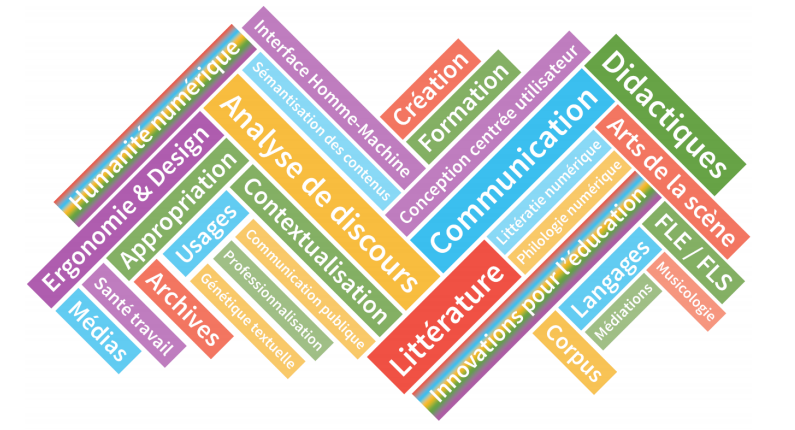 Humanité numérique
Interface Homme-Machine
Sémantisation des contenus
Analyse de discours
Ergonomie & Design
Appropriation
Usages
Contextualisation
Communication publique
Professionnalisation
Génétique textuelle
Archives
Santé travail
Médias
Création
Formation
Conception centrée utilisateur
Communication
Littératie numérique
Philologie numérique
Littérature
Innovations pour l'éducation
Didactiques
Arts de la scène
FLE / FLS
Langages
Musicologie
Médiations
Corpus